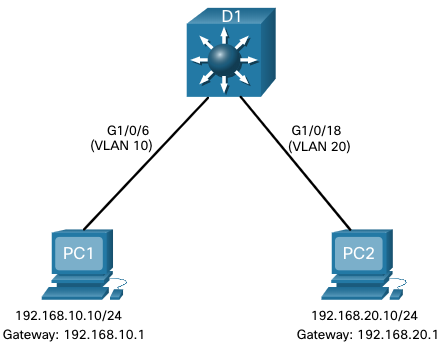 D1
G1/0/6
(VLAN 10)
G1/0/18
(VLAN 20)
PC1
PC2
192.168.10.10/24
Gateway: 192.168.10.1
192.168.20.10/24
Gateway: 192.168.20.1